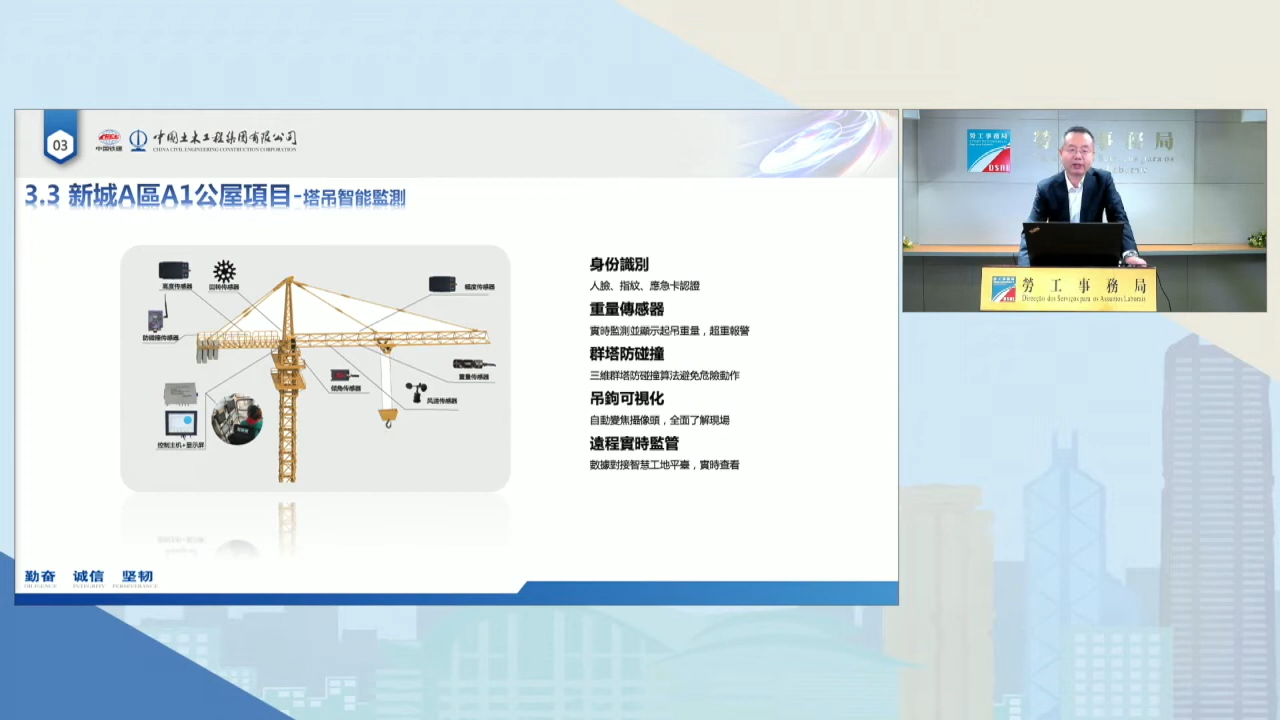 03
中国铁建
中国土木工程集团有限公司
CHINA CIVIL ENGINEERING CONSTRUCTION CORPORATION
3.3 新城A區A1公屋項目-塔吊智能監測
高度传感器
回转传感器
幅度传感器
防碰撞传感器
重量传感器
倾角传感器
风速传感器
控制主机+显示屏
身份識別
人臉、指紋、應急卡認證
重量傳感器
實時監測並顯示起吊重量，超重報警
群塔防碰撞
三維群塔防碰撞算法避免危險動作
吊鉤可視化
自動變焦攝像頭，全面了解現場
遠程實時監管
數據對接智慧工地平臺，實時查看
勤奋 诚信 坚韧
DILIGENCE INTEGRITY PERSEVERANCE
勞工事務局
DSAL
勞工事務局
Direcção dos Serviços para os Assuntos Laborais